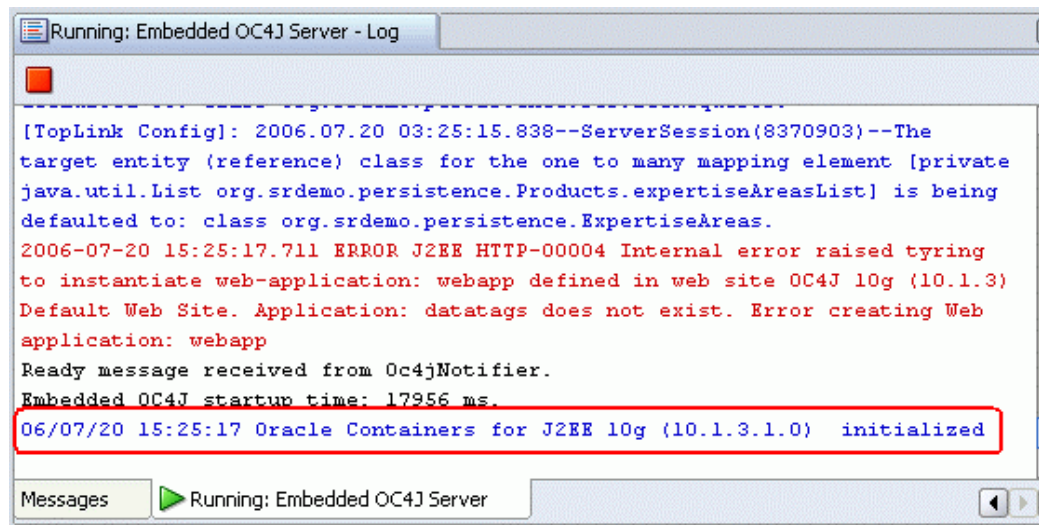 Running: Embedded OC4J Server - Log
[TopLink Config]: 2006.07.20 03:25:15.838--ServerSession(8370903)--The
target entity (reference) class for the one to many mapping element [private
java.util.List org.srdemo.persistence.Products.expertiseAreasList] is being
defaulted to: class org.srdemo.persistence.ExpertiseAreas.
2006-07-20 15:25:17.711 ERROR J2EE HTTP-00004 Internal error raised tyring
to instantiate web-application: webapp defined in web site OC4J 10g (10.1.3)
Default Web Site. Application: datatags does not exist. Error creating Web
application: webapp
Ready message received from Oc4jNotifier.
Embedded OC4J startup time: 17956 ms.
06/07/20 15:25:17 Oracle Containers for J2EE 10g (10.1.3.1.0)  initialized
Messages
Running: Embedded OC4J Server